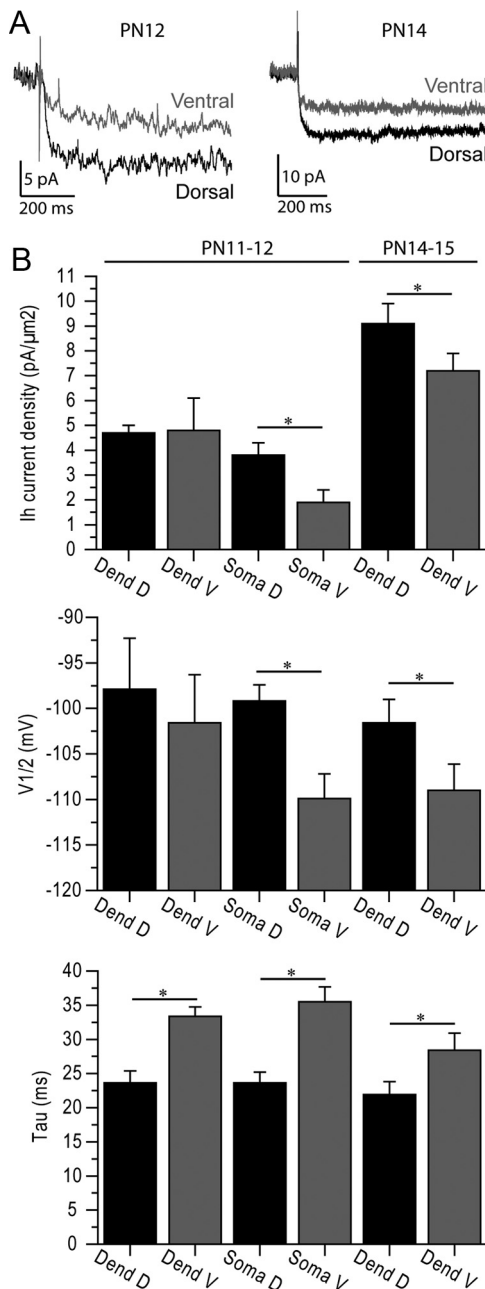 A
PN12
PN14
Ventral
Dorsal
5 pA
200 ms
Ventral
Dorsal
10 pA
200 ms
B
PN11-12
PN14-15
Ih current density (pA/µm2)
11
10
9
8
7
6
5
4
3
2
1
0
*
*
Dend D
Dend V
Soma D
Soma V
Dend D
Dend V
V1/2 (mV)
-90
-95
-100
-105
-110
-115
-120
*
*
Dend D
Dend V
Soma D
Soma V
Dend D
Dend V
Tau (ms)
40
35
30
25
20
15
10
5
0
*
*
*
Dend D
Dend V
Soma D
Soma V
Dend D
Dend V